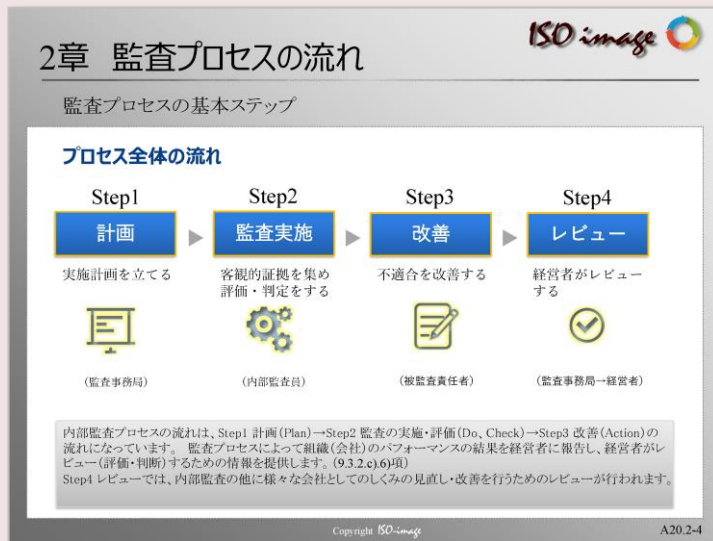 ISO image
2章 監査プロセスの流れ
監査プロセスの基本ステップ
プロセス全体の流れ
Step1
Step2
Step3
Step4
計画
監査実施
改善
レビュー
実施計画を立てる
客観的証拠を集め
評価・判定をする
不適合を改善する
経営者がレビュー
する
(監査事務局)
(内部監査員)
(被監査責任者)
(監査事務局→経営者)
内部監査プロセスの流れは、Step1 計画(Plan)→Step2 監査の実施・評価(Do、Check)→Step3 改善(Action)の
流れになっています。 監査プロセスによって組織(会社)のパフォーマンスの結果を経営者に報告し、経営者がレ
ビュー(評価・判断)するための情報を提供します。(9.3.2.c).6)項)
Step4 レビューでは、内部監査の他に様々な会社としてのしくみの見直し・改善を行うためのレビューが行われます。
Copyright ISO-image
A20.2-4